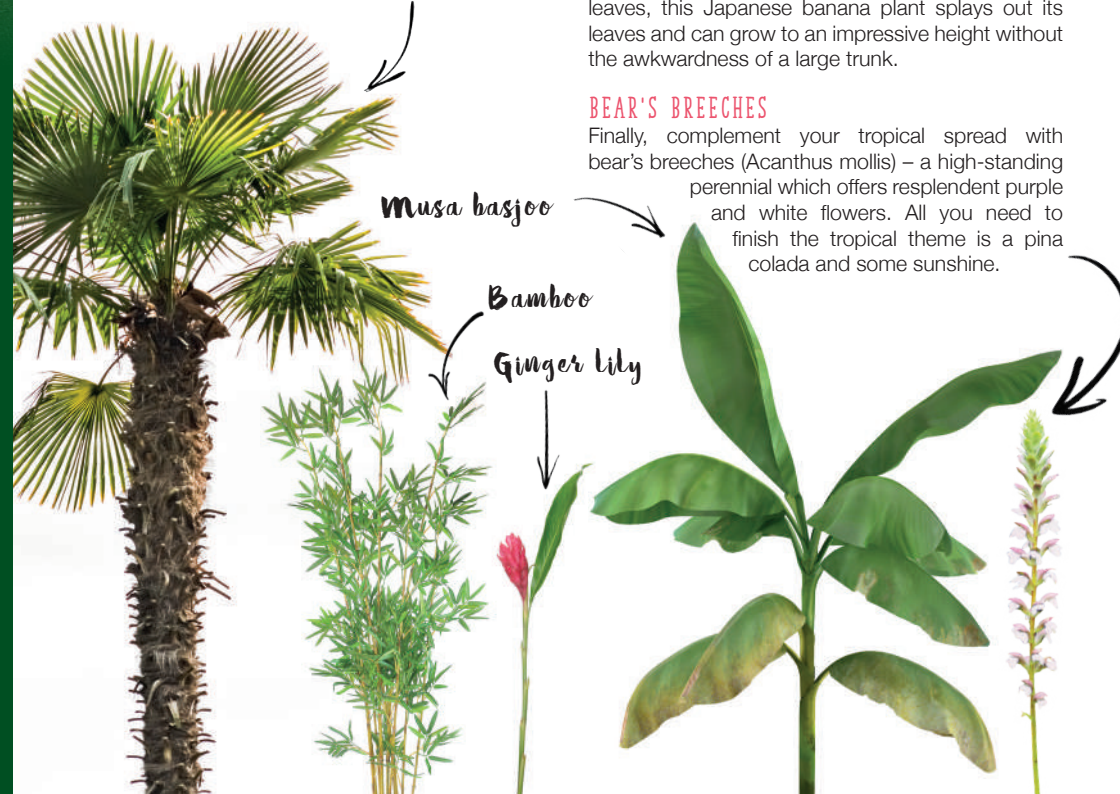 leaves, this Japanese banana plant splays out its
leaves and can grow to an impressive height without
the awkwardness of a large trunk.
BEAR'S BREECHES
Finally, complement your tropical spread with
bear's breeches (Acanthus mollis) – a high-standing
perennial which offers resplendent purple
and white flowers. All you need to
finish the tropical theme is a pina
colada and some sunshine.
Musa basjoo
Bamboo
Ginger lily